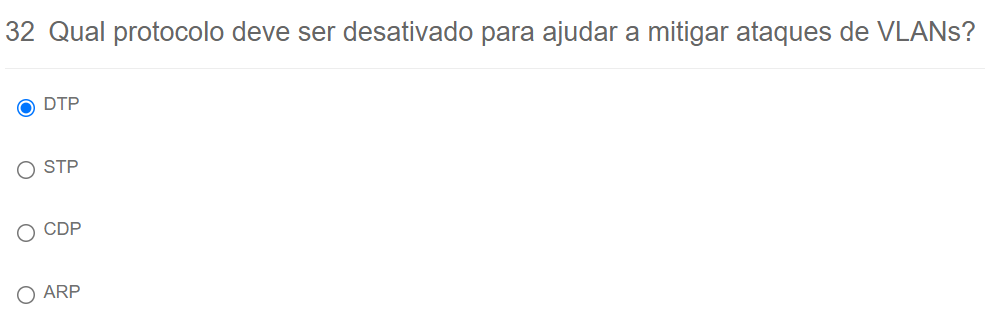 32 Qual protocolo deve ser desativado para ajudar a mitigar ataques de VLANs?
DTP
STP
CDP
ARP